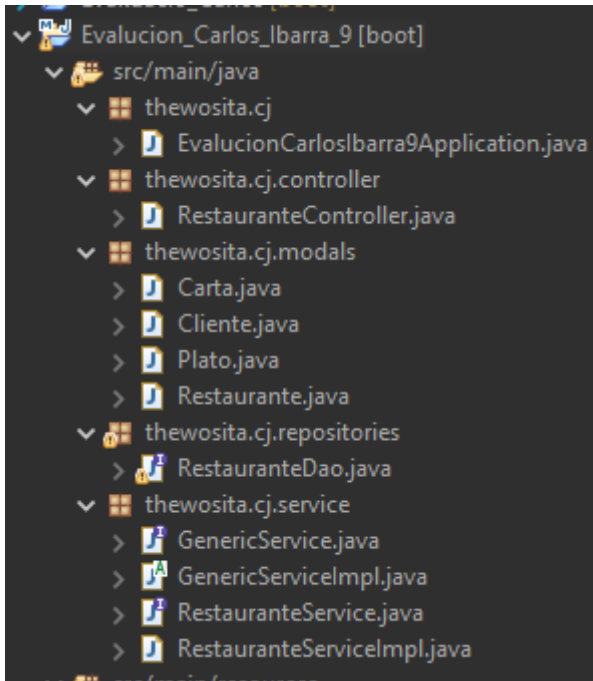 Evalucion_Carlos_Ibarra_9 [boot]
src/main/java
thewosita.cj
EvalucionCarlosIbarra9Application.java
thewosita.cj.controller
RestauranteController.java
thewosita.cj.modals
Carta.java
Cliente.java
Plato.java
Restaurante.java
thewosita.cj.repositories
RestauranteDao.java
thewosita.cj.service
GenericService.java
GenericServiceImpl.java
RestauranteService.java
RestauranteServiceImpl.java